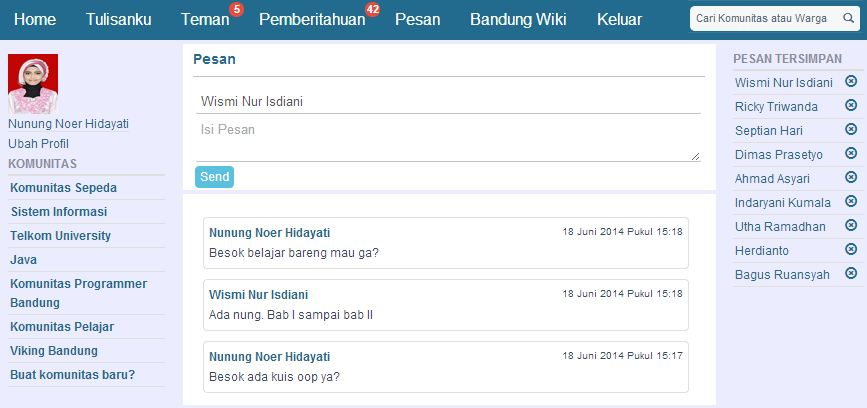 Home Tulisanku Teman 5 Pemberitahuan 42 Pesan Bandung Wiki Keluar Cari Komunitas atau Warga
Nunung Noer Hidayati
Ubah Profil
KOMUNITAS
Komunitas Sepeda
Sistem Informasi
Telkom University
Java
Komunitas Programmer
Bandung
Komunitas Pelajar
Viking Bandung
Buat komunitas baru?
Pesan
Wismi Nur Isdiani
Isi Pesan
Send
Nunung Noer Hidayati 18 Juni 2014 Pukul 15:18
Besok belajar bareng mau ga?
Wismi Nur Isdiani 18 Juni 2014 Pukul 15:18
Ada nung. Bab I sampai bab II
Nunung Noer Hidayati 18 Juni 2014 Pukul 15:17
Besok ada kuis oop ya?
PESAN TERSIMPAN
Wismi Nur Isdiani
Ricky Triwanda
Septian Hari
Dimas Prasetyo
Ahmad Asyari
Indaryani Kumala
Utha Ramadhan
Herdianto
Bagus Ruansyah